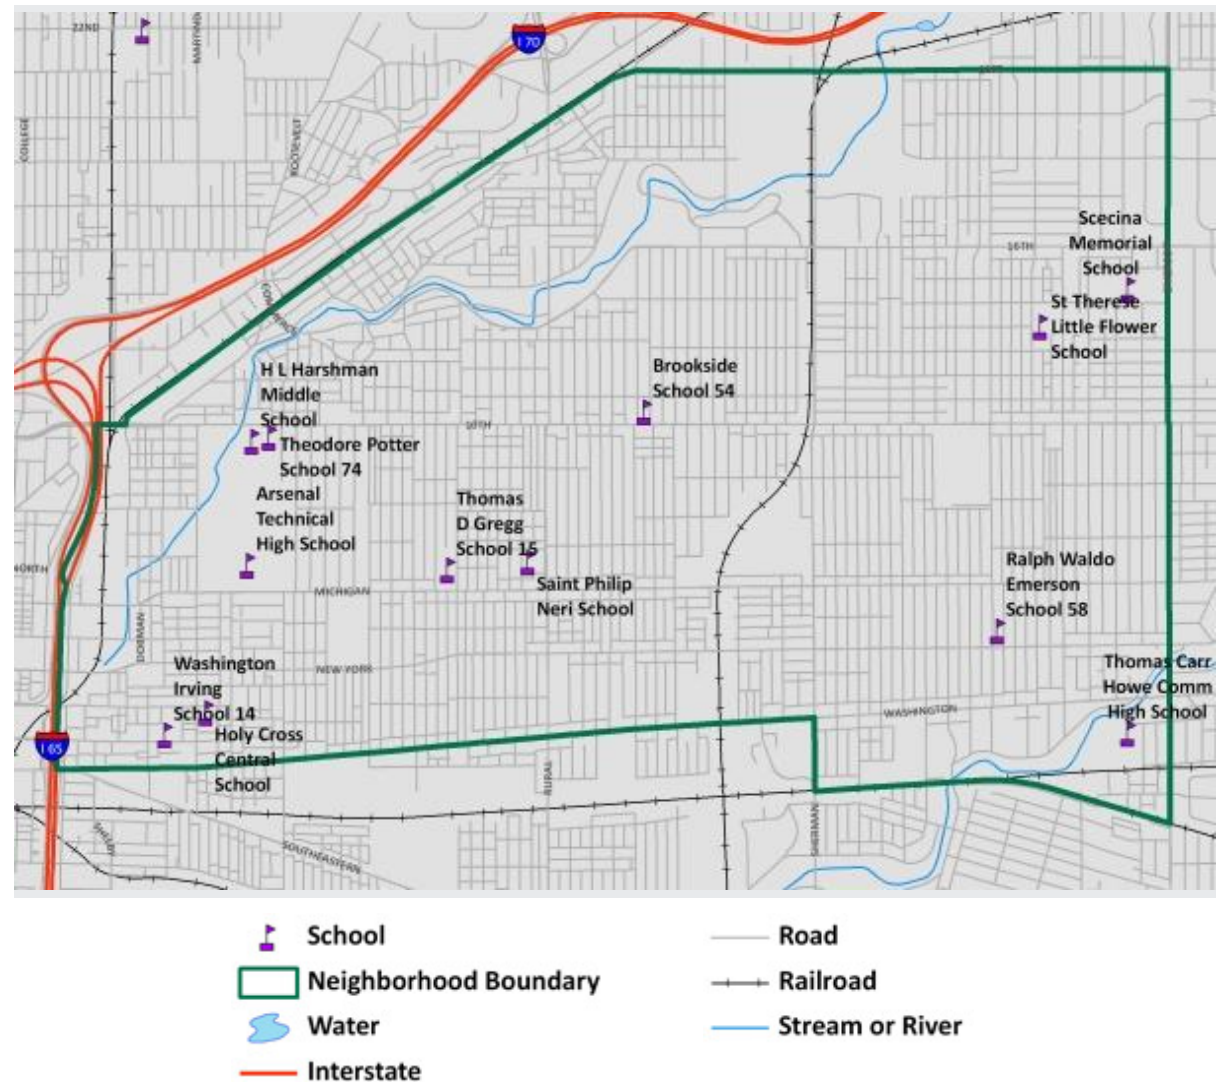 22ND
MARTINDALE
I 70
COLLEGE
ROOSEVELT
Scecina
Memorial
School
16TH
St Therese
Little Flower
School
H L Harshman
Middle
School
Brookside
School 54
10TH
Theodore Potter
School 74
Arsenal
Technical
High School
Thomas
D Gregg
School 15
Saint Philip
Neri School
Ralph Waldo
Emerson
School 58
NORTH
MICHIGAN
DORMAN
NEW YORK
Washington
Irving
School 14
Holy Cross
Central
School
Thomas Carr
Howe Comm
High School
WASHINGTON
I 65
RURAL
SHERMAN
SHELBY
SOUTHEASTERN
School
Road
Neighborhood Boundary
Railroad
Water
Stream or River
Interstate